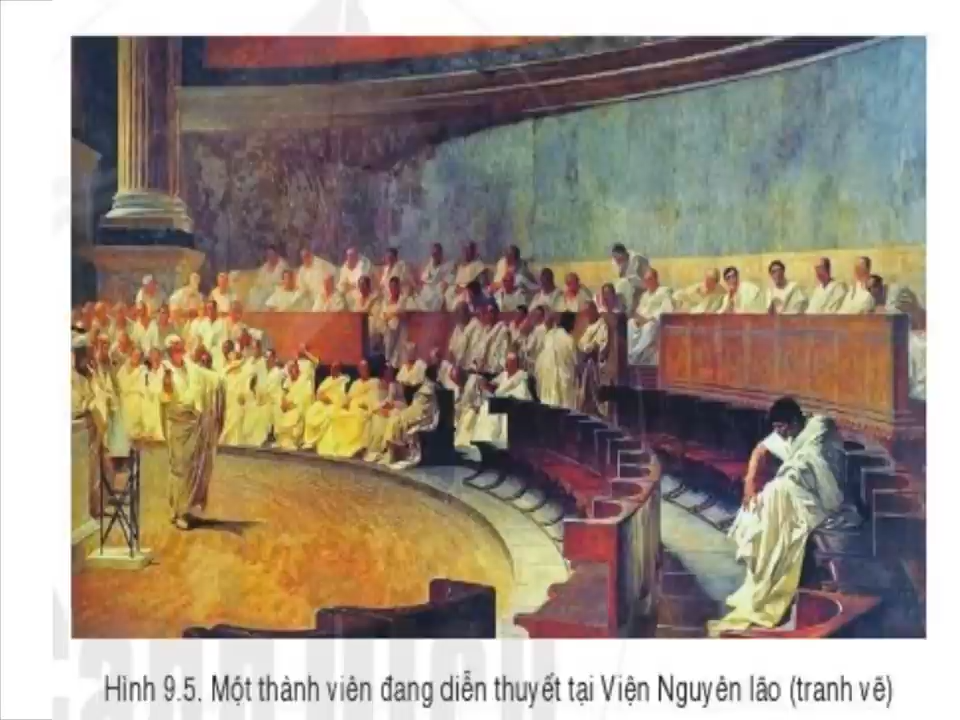 Hình 9.5. Một thành viên đang diễn thuyết tại Viện Nguyên lão (tranh vẽ)